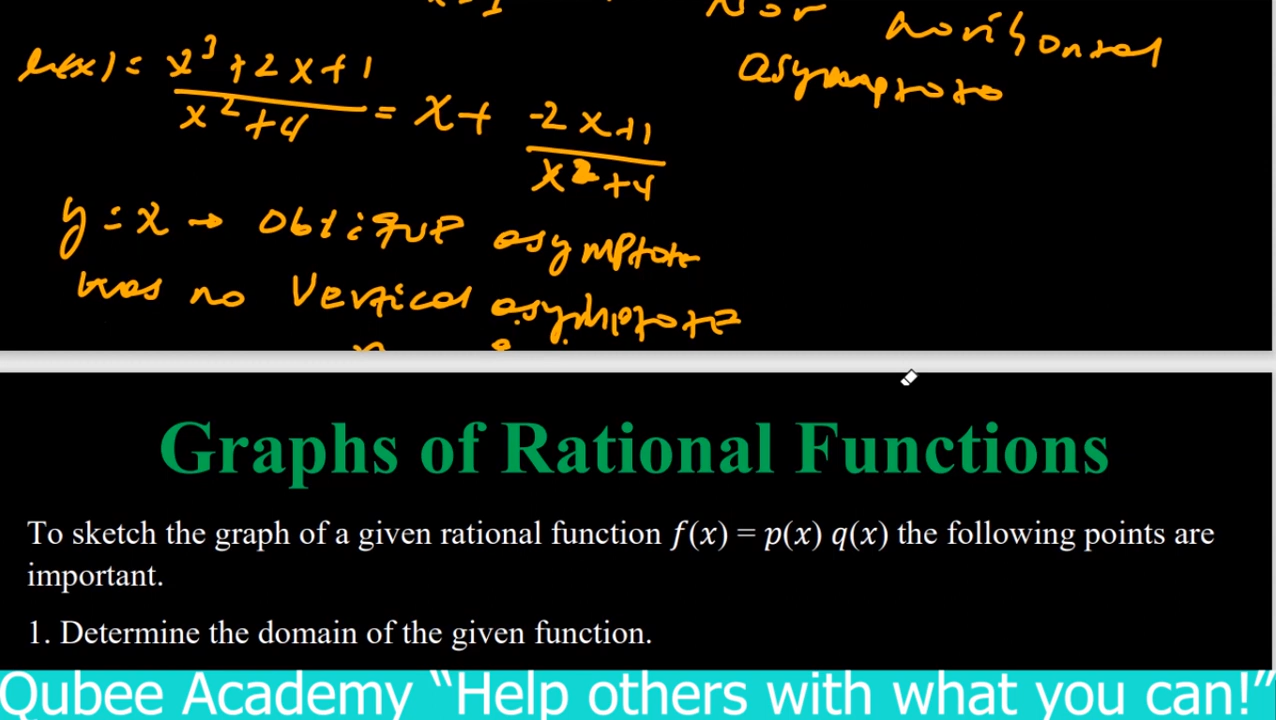 Nor horizontal
asymptote
h(x) = x³+2x+1 / x²+4 = x + -2x+1 / x²+4
y = x → oblique asymptote
has no vertical asymptote
Graphs of Rational Functions
To sketch the graph of a given rational function f(x) = p(x) q(x) the following points are
important.
1. Determine the domain of the given function.
Qubee Academy “Help others with what you can!”